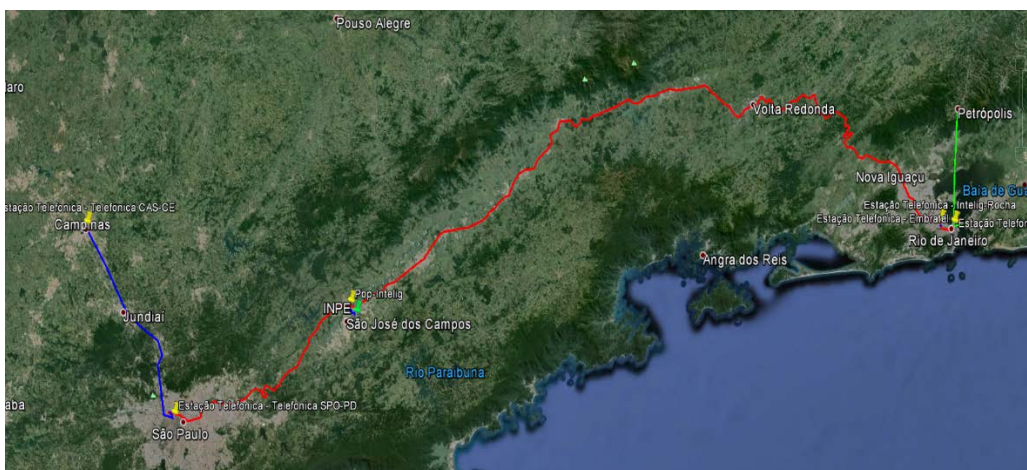 Pouso Alegre
aro
Volta Redonda
Petrópolis
Nova Iguaçu
Baía de Gua
Estação Telefonica - Telefonica CAS-CE
Campinas
Estação Telefonica - Intelig-Rocha
Estação Telefonica - Embratel
Estação Telefon
Rio de Janeiro
Angra dos Reis
Pop-Intelig
INPE
Jundiaí
São José dos Campos
Rio Paraibuna
aba
Estação Telefonica - Telefonica SPO-PD
São Paulo